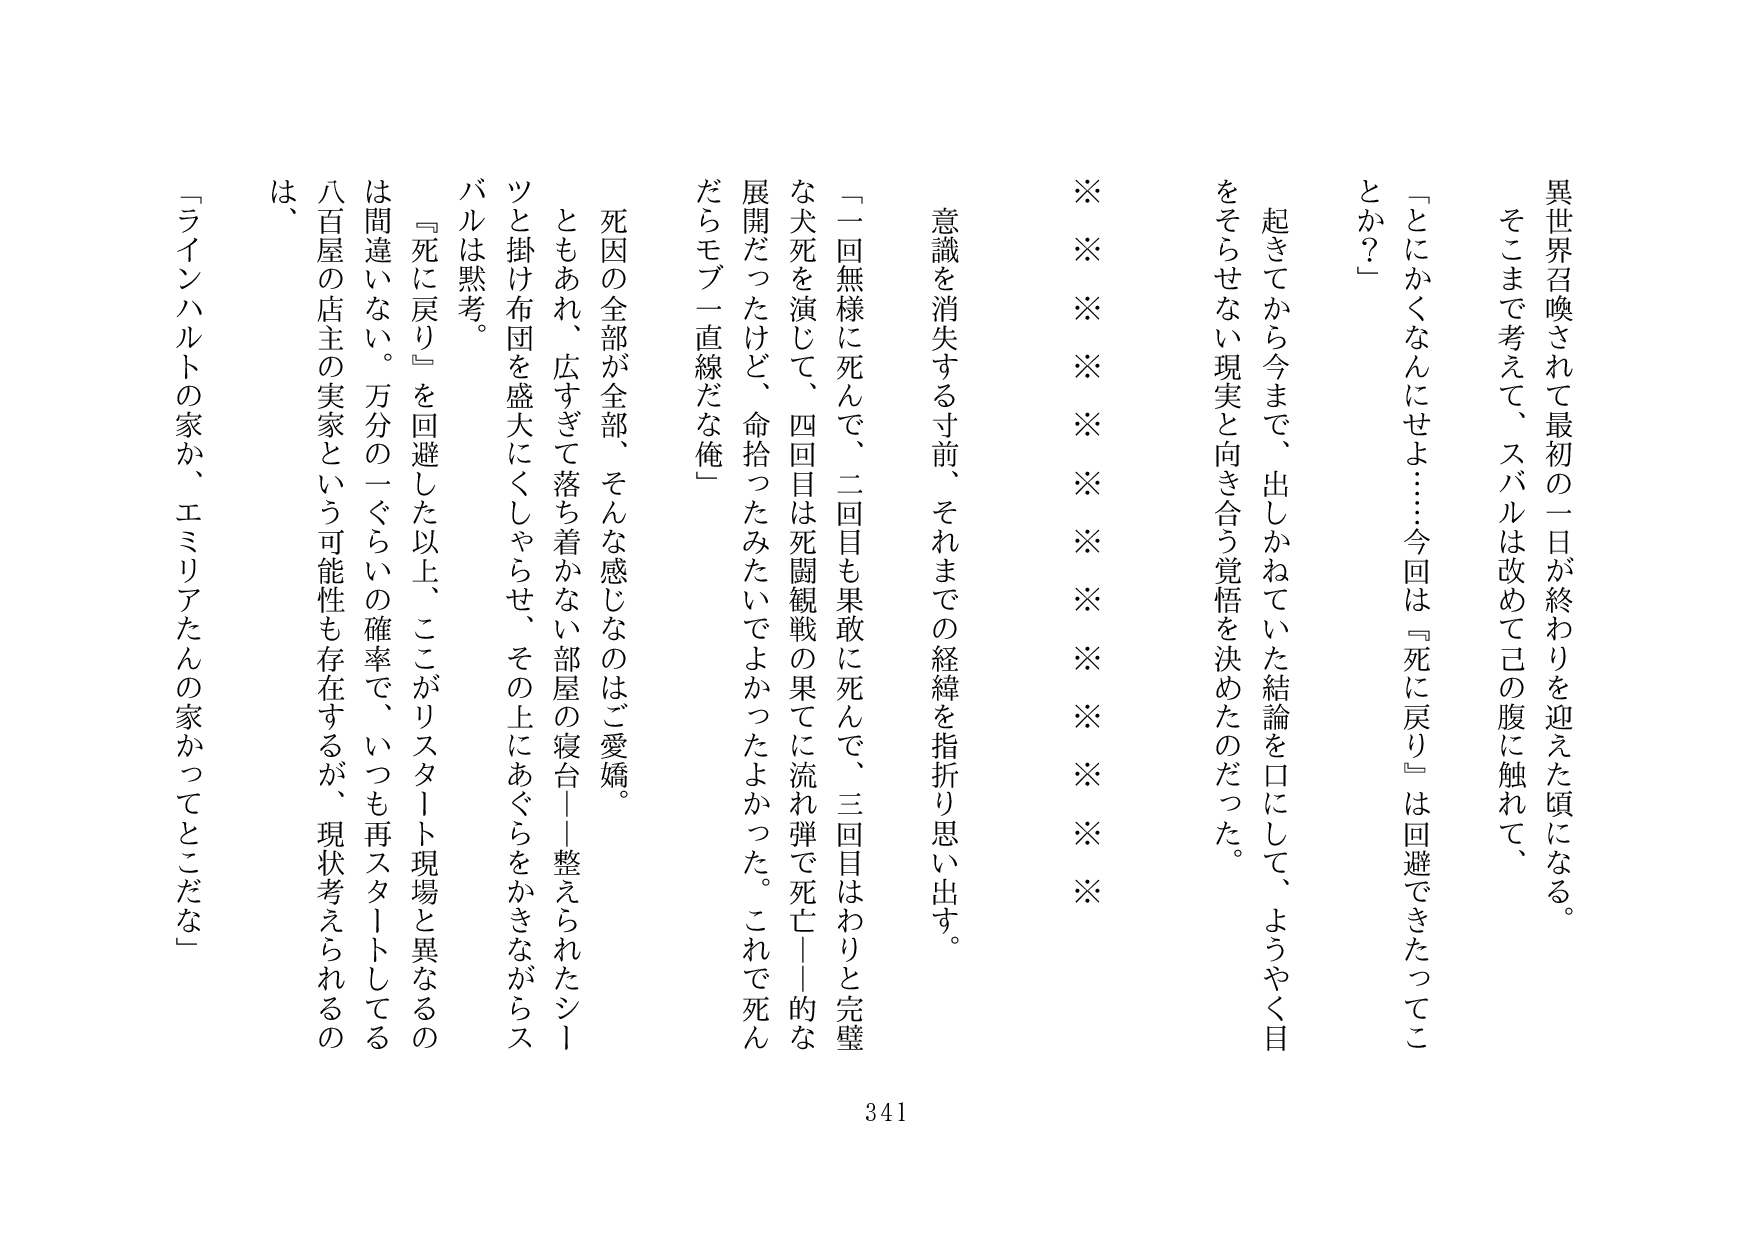 異世界召喚されて最初の一日が終わりを迎えた頃になる。
　そこまで考えて、スバルは改めて己の腹に触れて、
「とにかくなんにせよ……今回は『死に戻り』は回避できたってこ
とか？」
　起きてから今まで、出しかねていた結論を口にして、ようやく目
をそらせない現実と向き合う覚悟を決めたのだった。
※　※　※　※　※　※　※　※　※　※　※　※　※
　意識を消失する寸前、それまでの経緯を指折り思い出す。
「一回無様に死んで、二回目も果敢に死んで、三回目はわりと完璧
な犬死を演じて、四回目は死闘観戦の果てに流れ弾で死亡――的な
展開だったけど、命拾ったみたいでよかったよかった。これで死ん
だらモブ一直線だな俺」
　死因の全部が全部、そんな感じなのはご愛嬌。
　ともあれ、広すぎて落ち着かない部屋の寝台――整えられたシー
ツと掛け布団を盛大にくしゃらせ、その上にあぐらをかきながらス
バルは黙考。
　『死に戻り』を回避した以上、ここがリスタート現場と異なるの
は間違いない。万分の一ぐらいの確率で、いつも再スタートしてる
八百屋の店主の実家という可能性も存在するが、現状考えられるの
は、
「ラインハルトの家か、エミリアたんの家かってとこだな」
341